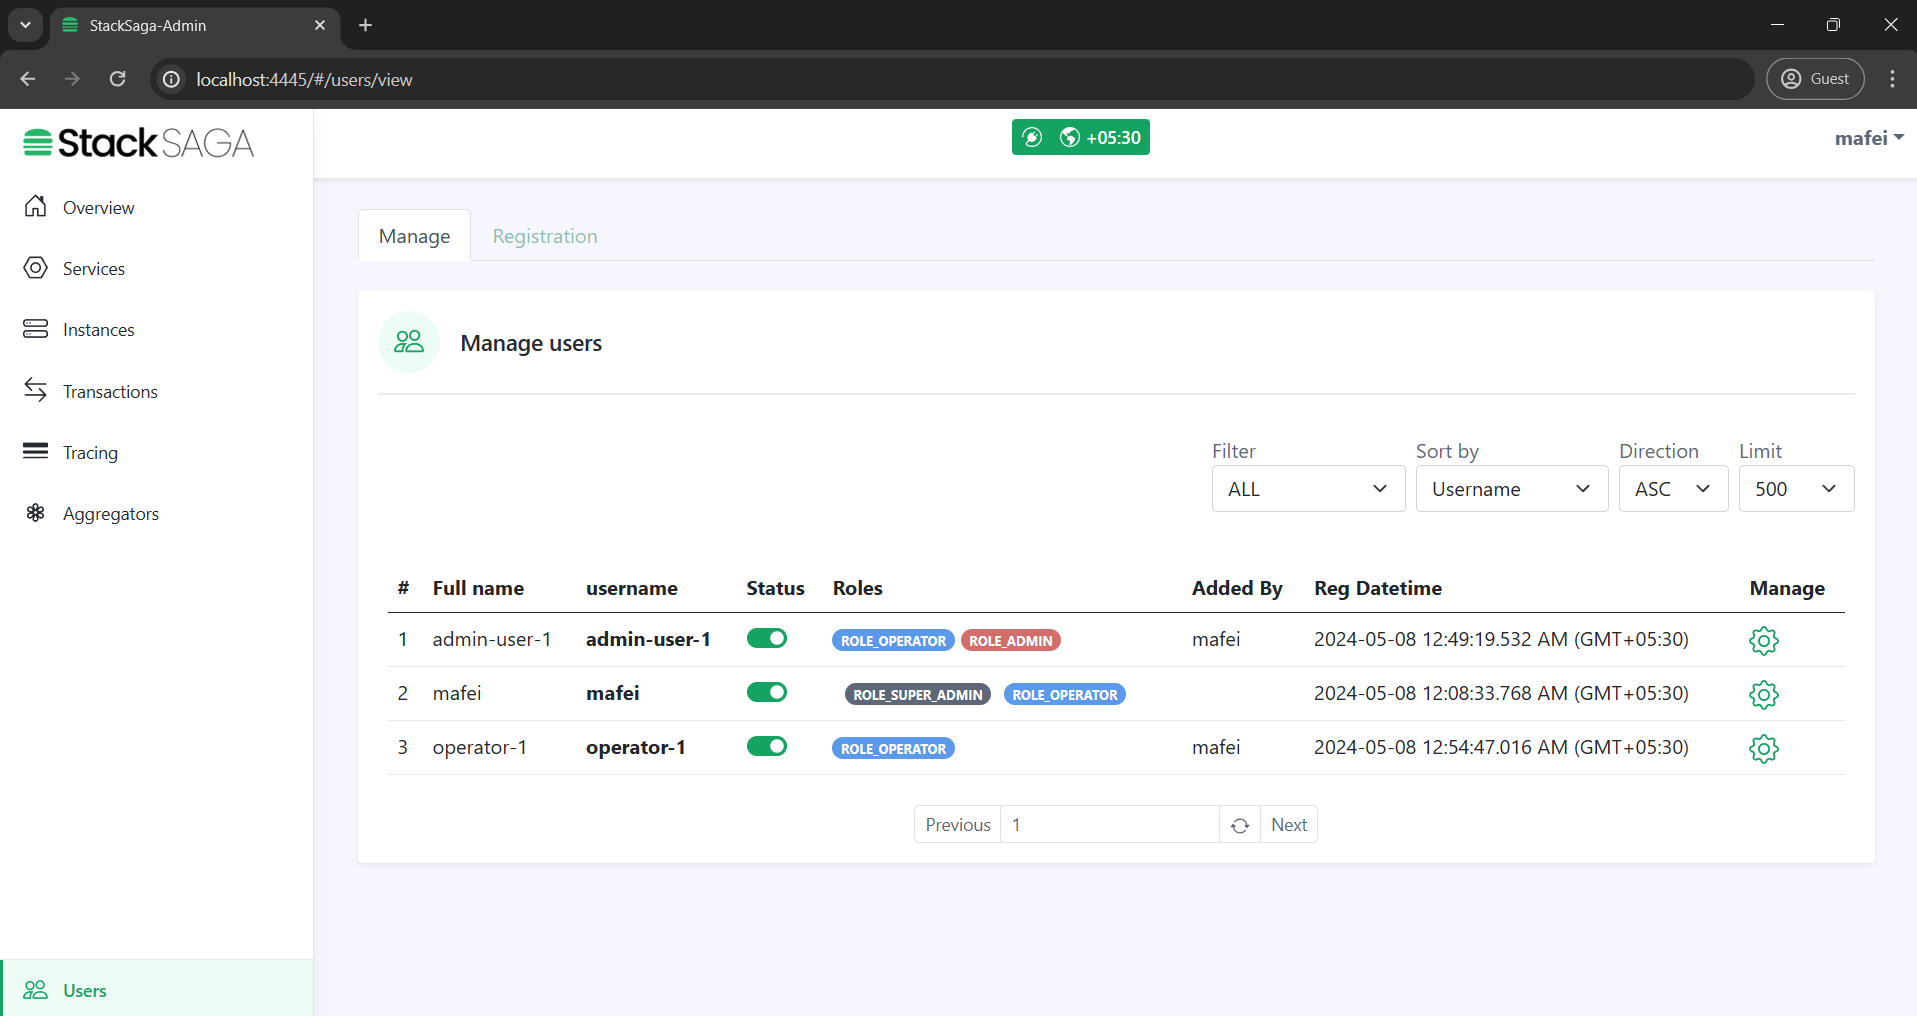 StackSaga-Admin
localhost:4445/#/users/view
Guest
StackSAGA
+05:30
mafei
Overview
Services
Instances
Transactions
Tracing
Aggregators
Users
Manage Registration
Manage users
Filter Sort by Direction Limit
ALL Username ASC 500
# Full name username Status Roles Added By Reg Datetime Manage
1 admin-user-1 admin-user-1 ROLE_OPERATOR ROLE_ADMIN mafei 2024-05-08 12:49:19.532 AM (GMT+05:30)
2 mafei mafei ROLE_SUPER_ADMIN ROLE_OPERATOR 2024-05-08 12:08:33.768 AM (GMT+05:30)
3 operator-1 operator-1 ROLE_OPERATOR mafei 2024-05-08 12:54:47.016 AM (GMT+05:30)
Previous 1 Next